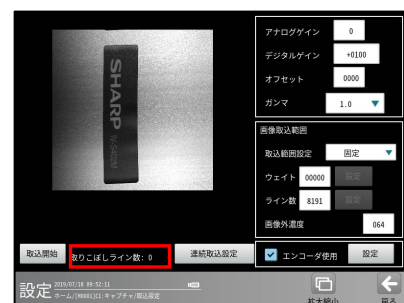 SHARP
IV-S402M
アナログゲイン 0
デジタルゲイン +0100
オフセット 0000
ガンマ 1.0
画像取込範囲
取込範囲設定 固定
ウェイト 00000 設定
ライン数 8191 設定
画像外濃度 064
取込開始 取りこぼしライン数: 0 連続取込設定 エンコーダ使用 設定
設定 2019/07/18 09:52:11
ホーム/[M0001]C1:キャプチャ/取込設定
拡大縮小 戻る